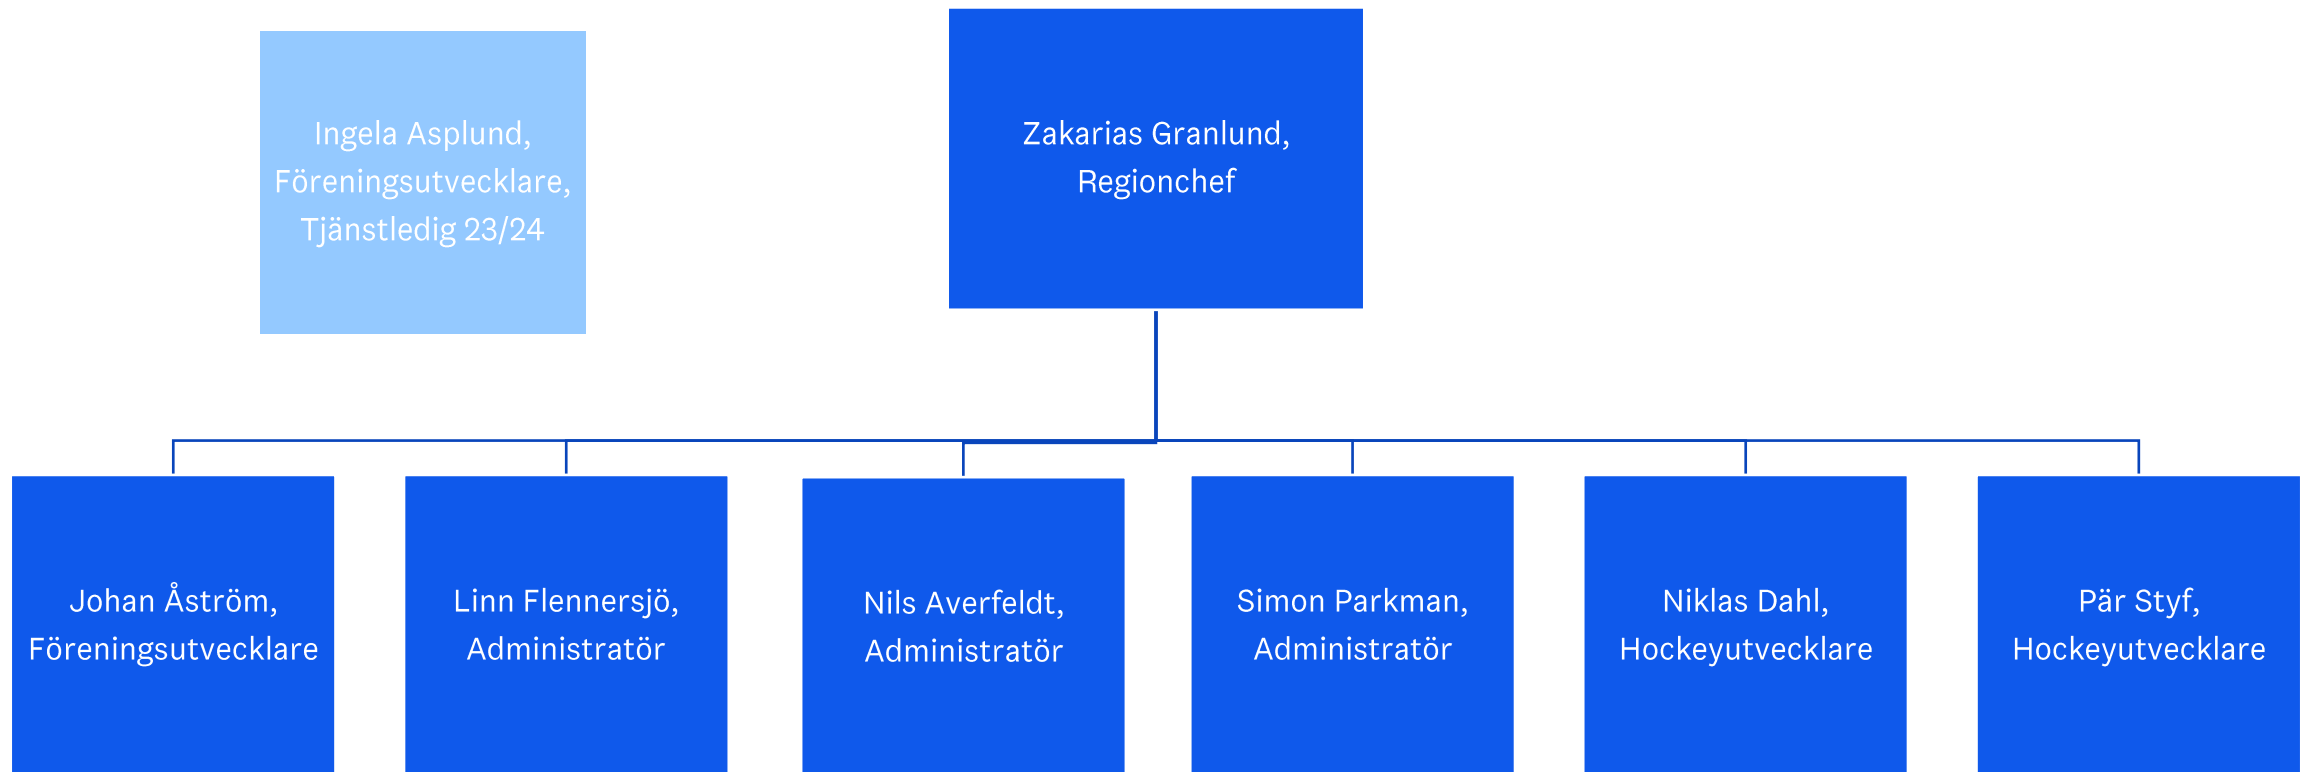 Ingela Asplund,
Föreningsutvecklare,
Tjänstledig 23/24
Zakarias Granlund,
Regionchef
Johan Åström,
Föreningsutvecklare
Linn Flennersjö,
Administratör
Nils Averfeldt,
Administratör
Simon Parkman,
Administratör
Niklas Dahl,
Hockeyutvecklare
Pär Styf,
Hockeyutvecklare